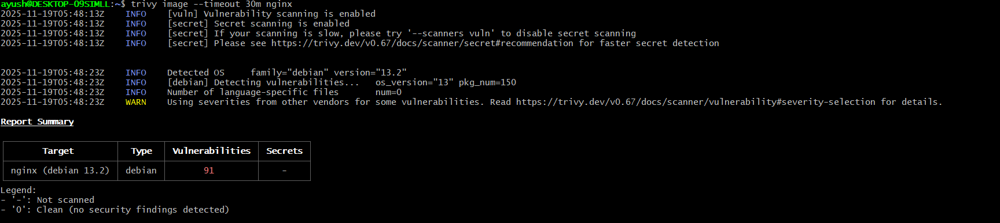 ayush@DESKTOP-O9SIMLL:~$ trivy image --timeout 30m nginx
2025-11-19T05:48:13Z    INFO    [vuln] Vulnerability scanning is enabled
2025-11-19T05:48:13Z    INFO    [secret] Secret scanning is enabled
2025-11-19T05:48:13Z    INFO    [secret] If your scanning is slow, please try '--scanners vuln' to disable secret scanning
2025-11-19T05:48:13Z    INFO    [secret] Please see https://trivy.dev/v0.67/docs/scanner/secret#recommendation for faster secret detection
2025-11-19T05:48:23Z    INFO    Detected OS     family="debian" version="13.2"
2025-11-19T05:48:23Z    INFO    [debian] Detecting vulnerabilities...   os_version="13" pkg_num=150
2025-11-19T05:48:23Z    INFO    Number of language-specific files       num=0
2025-11-19T05:48:23Z    WARN    Using severities from other vendors for some vulnerabilities. Read https://trivy.dev/v0.67/docs/scanner/vulnerability#severity-selection for details.
Report Summary
Target Type Vulnerabilities Secrets
nginx (debian 13.2) debian 91 -
Legend:
- '-': Not scanned
- '0': Clean (no security findings detected)